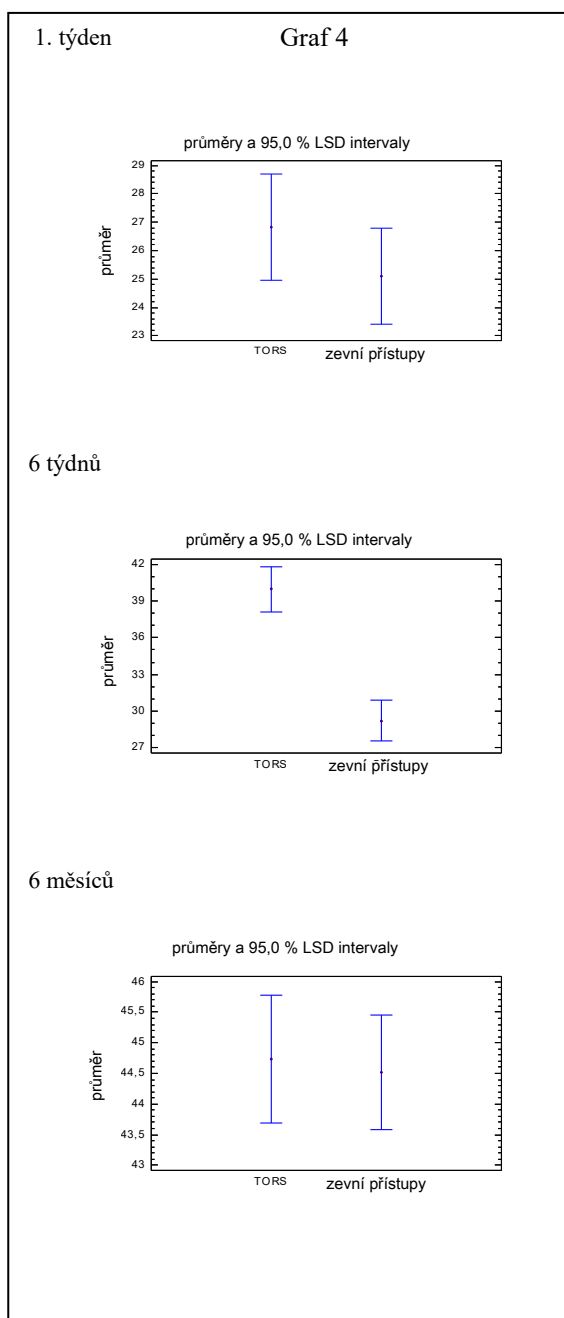 1. týden Graf 4
průměry a 95,0 % LSD intervaly
průměr
29
28
27
26
25
24
23
TORS zevní přístupy
6 týdnů
průměry a 95,0 % LSD intervaly
průměr
42
39
36
33
30
27
TORS zevní přístupy
6 měsíců
průměry a 95,0 % LSD intervaly
průměr
46
45,5
45
44,5
44
43,5
43
TORS zevní přístupy